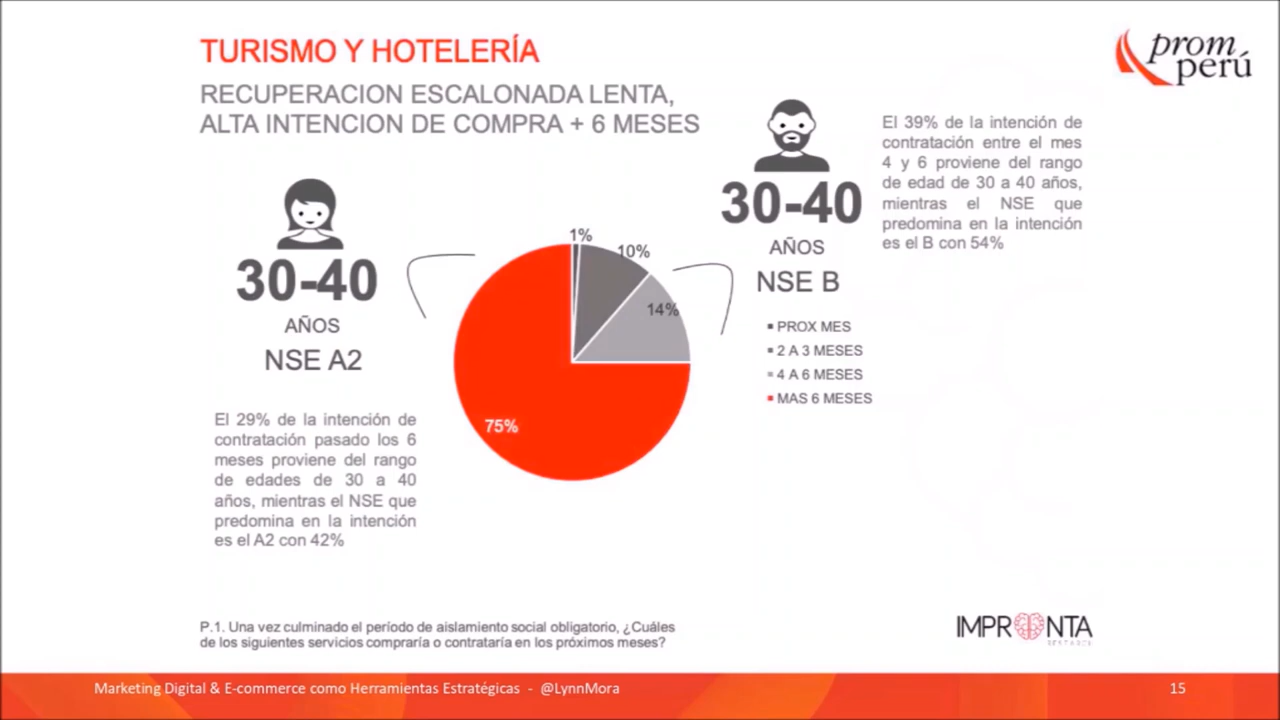 TURISMO Y HOTELERÍA
RECUPERACION ESCALONADA LENTA,
ALTA INTENCION DE COMPRA + 6 MESES
prom
perú
30-40
AÑOS
NSE A2
El 29% de la intención de
contratación pasado los 6
meses proviene del rango
de edades de 30 a 40
años, mientras el NSE que
predomina en la intención
es el A2 con 42%
1%
10%
14%
75%
30-40
AÑOS
NSE B
El 39% de la intención de
contratación entre el mes
4 y 6 proviene del rango
de edad de 30 a 40 años,
mientras el NSE que
predomina en la intención
es el B con 54%
PROX MES
2 A 3 MESES
4 A 6 MESES
MAS 6 MESES
P.1. Una vez culminado el período de aislamiento social obligatorio, ¿Cuáles
de los siguientes servicios compraría o contrataría en los próximos meses?
IMPRONTA
RESEARCH
Marketing Digital & E-commerce como Herramientas Estratégicas - @LynnMora
15